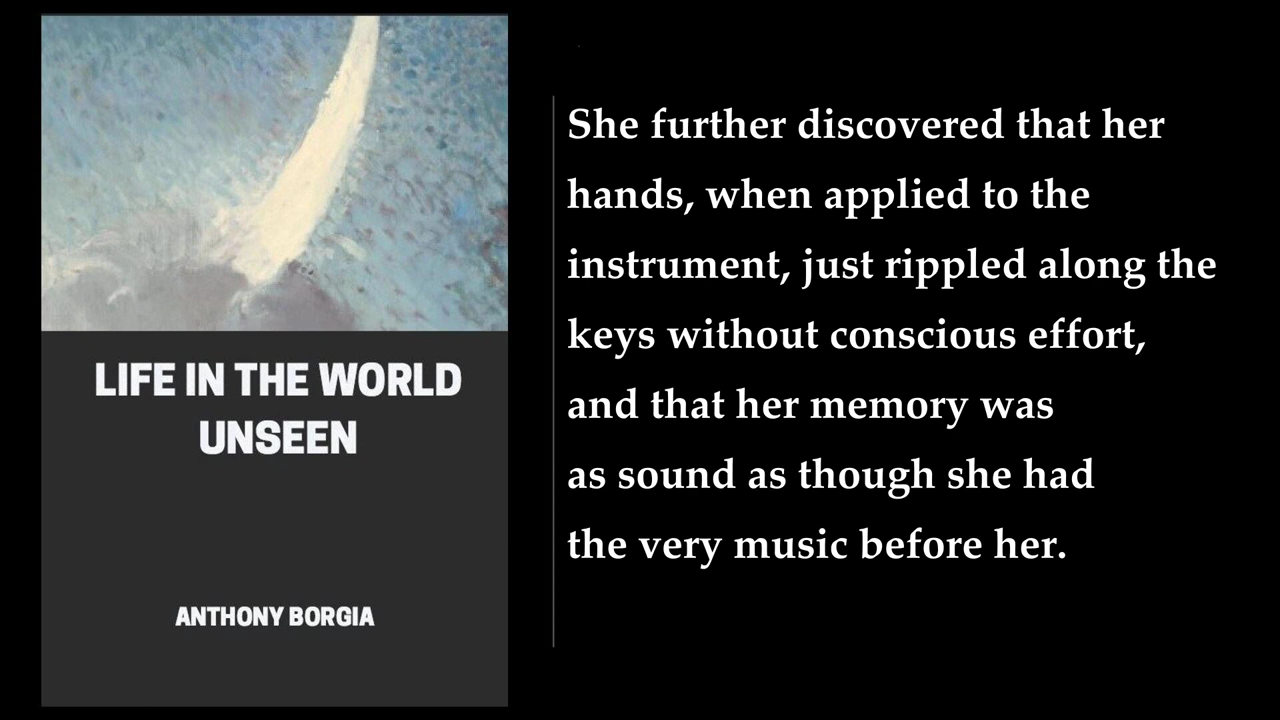 LIFE IN THE WORLD
UNSEEN
ANTHONY BORGIA
She further discovered that her
hands, when applied to the
instrument, just rippled along the
keys without conscious effort,
and that her memory was
as sound as though she had
the very music before her.